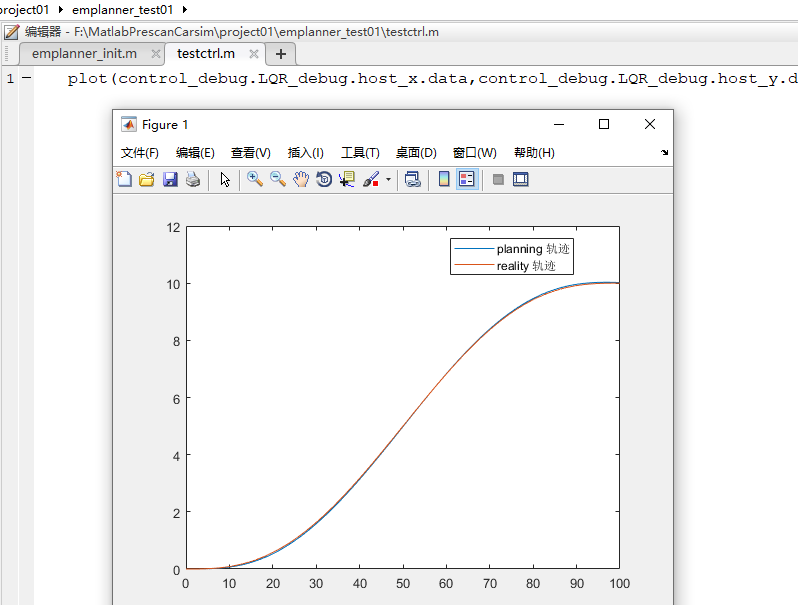 project01 emplanner_test01
编辑器 - F:\MatlabPrescanCarsim\project01\emplanner_test01\testctrl.m
emplanner_init.m × testctrl.m × +
1 — plot(control_debug.LQR_debug.host_x.data,control_debug.LQR_debug.host_y.d
Figure 1
文件(F) 编辑(E) 查看(V) 插入(I) 工具(T) 桌面(D) 窗口(W) 帮助(H)
planning 轨迹
reality 轨迹
12
10
8
6
4
2
0
0 10 20 30 40 50 60 70 80 90 100